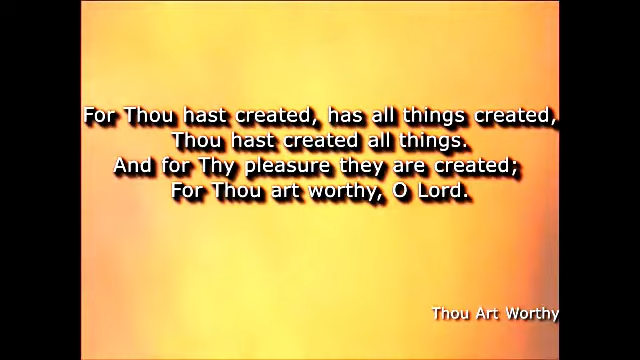 For Thou hast created, has all things created,
Thou hast created all things.
And for Thy pleasure they are created;
For Thou art worthy, O Lord.
Thou Art Worthy